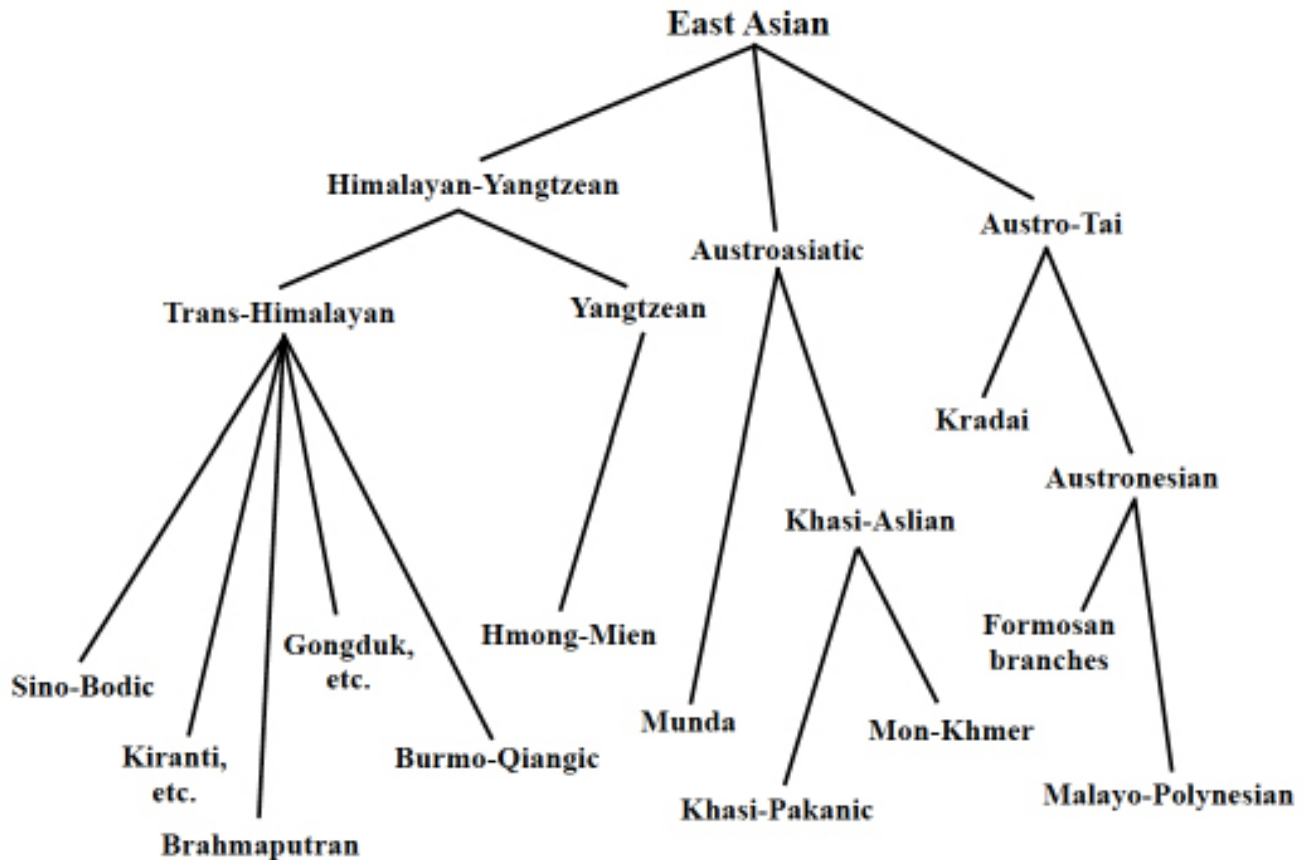 East Asian
Himalayan-Yangtzean
Austro-Tai
Austroasiatic
Trans-Himalayan
Yangtzean
Kradai
Austronesian
Khasi-Aslian
Gongduk,
etc.
Hmong-Mien
Formosan
branches
Sino-Bodic
Munda
Mon-Khmer
Kiranti,
etc.
Burmo-Qiangic
Khasi-Pakanic
Malayo-Polynesian
Brahmaputran